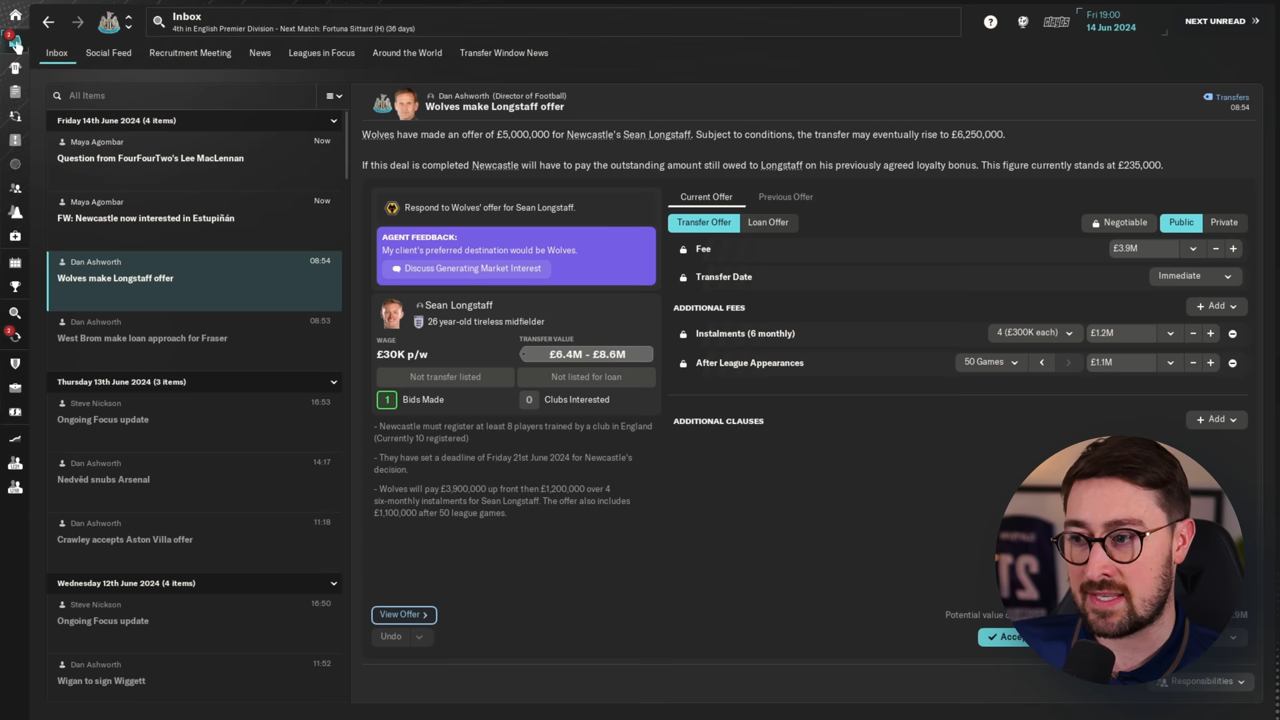 Inbox
4th in English Premier Division - Next Match: Fortuna Sittard (H) (36 days)
Fri 19:00
14 Jun 2024
NEXT UNREAD
2
Inbox
Social Feed
Recruitment Meeting
News
Leagues in Focus
Around the World
Transfer Window News
All Items
Friday 14th June 2024 (4 items)
Maya Agombar
Now
Question from FourFourTwo's Lee MacLennan
Maya Agombar
Now
FW: Newcastle now interested in Estupiñán
Dan Ashworth
08:54
Wolves make Longstaff offer
Dan Ashworth
08:53
West Brom make loan approach for Fraser
2
Thursday 13th June 2024 (3 items)
Steve Nickson
16:53
Ongoing Focus update
Dan Ashworth
14:17
Nedvěd snubs Arsenal
Dan Ashworth
11:18
Crawley accepts Aston Villa offer
Wednesday 12th June 2024 (4 items)
Steve Nickson
16:50
Ongoing Focus update
Dan Ashworth
11:52
Wigan to sign Wiggett
Dan Ashworth (Director of Football)
Wolves make Longstaff offer
Transfers
08:54
Wolves have made an offer of £5,000,000 for Newcastle's Sean Longstaff. Subject to conditions, the transfer may eventually rise to £6,250,000.
If this deal is completed Newcastle will have to pay the outstanding amount still owed to Longstaff on his previously agreed loyalty bonus. This figure currently stands at £235,000.
Respond to Wolves' offer for Sean Longstaff.
AGENT FEEDBACK:
My client's preferred destination would be Wolves.
Discuss Generating Market Interest
Sean Longstaff
26 year-old tireless midfielder
WAGE
TRANSFER VALUE
£30K p/w
£6.4M - £8.6M
Not transfer listed
Not listed for loan
1 Bids Made
0 Clubs Interested
- Newcastle must register at least 8 players trained by a club in England
(Currently 10 registered)
- They have set a deadline of Friday 21st June 2024 for Newcastle's
decision.
- Wolves will pay £3,900,000 up front then £1,200,000 over 4
six-monthly instalments for Sean Longstaff. The offer also includes
£1,100,000 after 50 league games.
View Offer
Undo
Current Offer
Previous Offer
Transfer Offer
Loan Offer
Negotiable
Public
Private
Fee
£3.9M
Transfer Date
Immediate
ADDITIONAL FEES
Add
Instalments (6 monthly)
4 (£300K each)
£1.2M
After League Appearances
50 Games
£1.1M
ADDITIONAL CLAUSES
Add
Potential value
Responsibilities